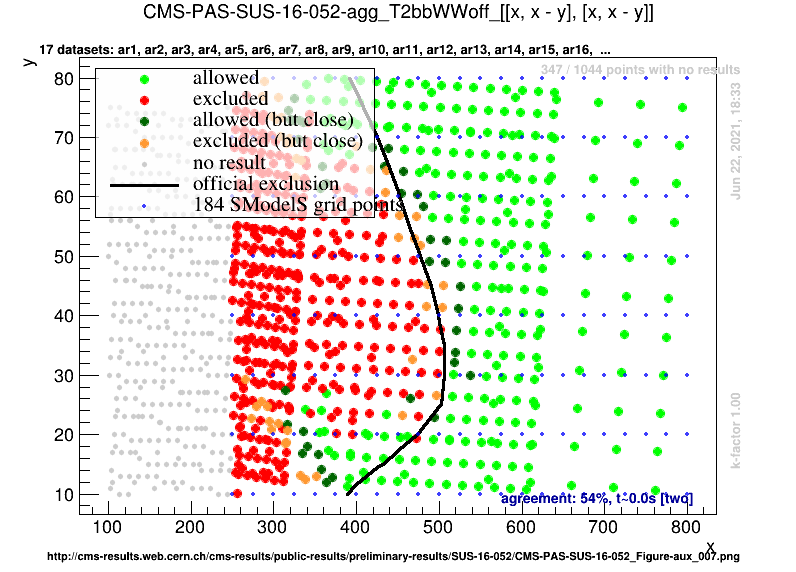 CMS-PAS-SUS-16-052-agg_T2bbWWoff_[[x, x - y], [x, x - y]]
17 datasets: ar1, ar2, ar3, ar4, ar5, ar6, ar7, ar8, ar9, ar10, ar11, ar12, ar13, ar14, ar15, ar16, ...
y
347 / 1044 points with no results
allowed
excluded
allowed (but close)
excluded (but close)
no result
official exclusion
184 SModelS grid points
80
70
60
50
40
30
20
10
Jun 22, 2021, 18:33
k-factor 1.00
agreement: 54%, t~0.0s [two]
100 200 300 400 500 600 700 800
x
http://cms-results.web.cern.ch/cms-results/public-results/preliminary-results/SUS-16-052/CMS-PAS-SUS-16-052_Figure-aux_007.png